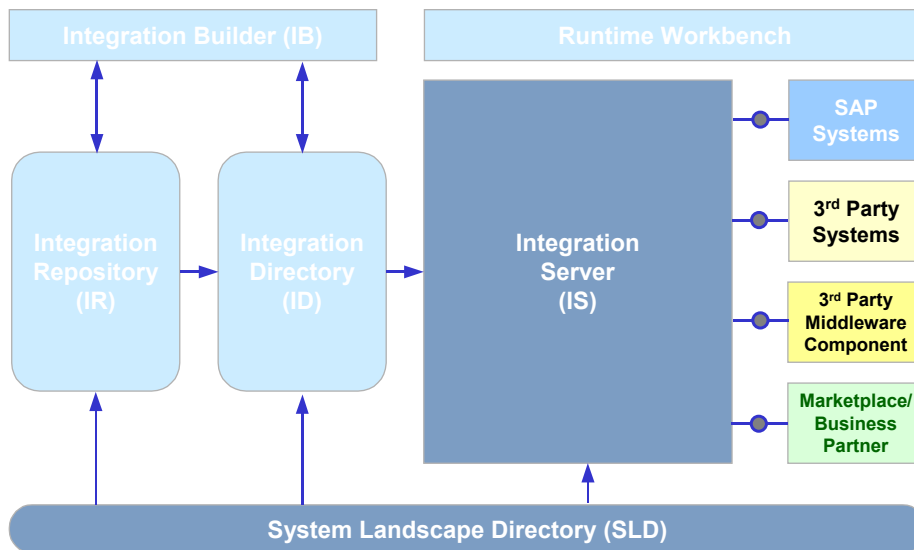 Integration Builder (IB)
Runtime Workbench
Integration
Repository
(IR)
Integration
Directory
(ID)
Integration
Server
(IS)
SAP
Systems
3rd Party
Systems
3rd Party
Middleware
Component
Marketplace/
Business
Partner
System Landscape Directory (SLD)